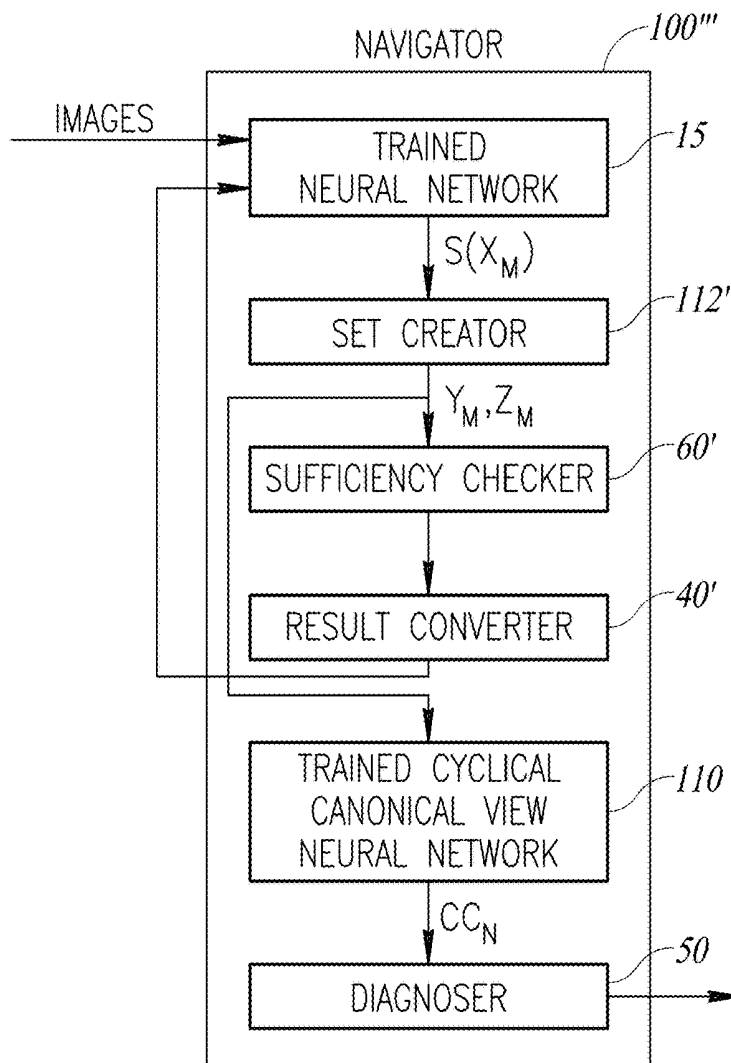 NAVIGATOR
100'''
IMAGES
TRAINED
NEURAL NETWORK
15
S(X_M)
SET CREATOR
112'
Y_M, Z_M
SUFFICIENCY CHECKER
60'
RESULT CONVERTER
40'
TRAINED CYCLICAL
CANONICAL VIEW
NEURAL NETWORK
110
CC_N
DIAGNOSER
50